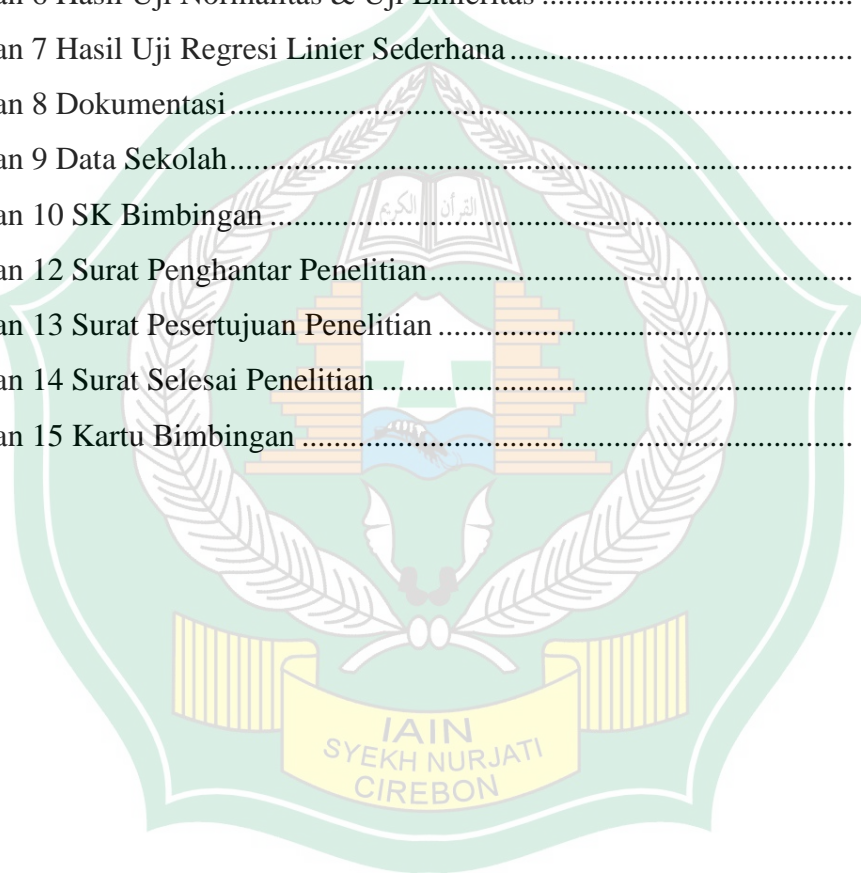 an 6 Hasil Uji Normalitas & Uji Linieritas ......................................
an 7 Hasil Uji Regresi Linier Sederhana ..........................................
an 8 Dokumentasi.............................................................................
an 9 Data Sekolah.............................................................................
an 10 SK Bimbingan ........................................................................
an 12 Surat Penghantar Penelitian....................................................
an 13 Surat Pesertujuan Penelitian ...................................................
an 14 Surat Selesai Penelitian ..........................................................
an 15 Kartu Bimbingan ....................................................................
القرآن الكريم
IAIN
SYEKH NURJATI
CIREBON